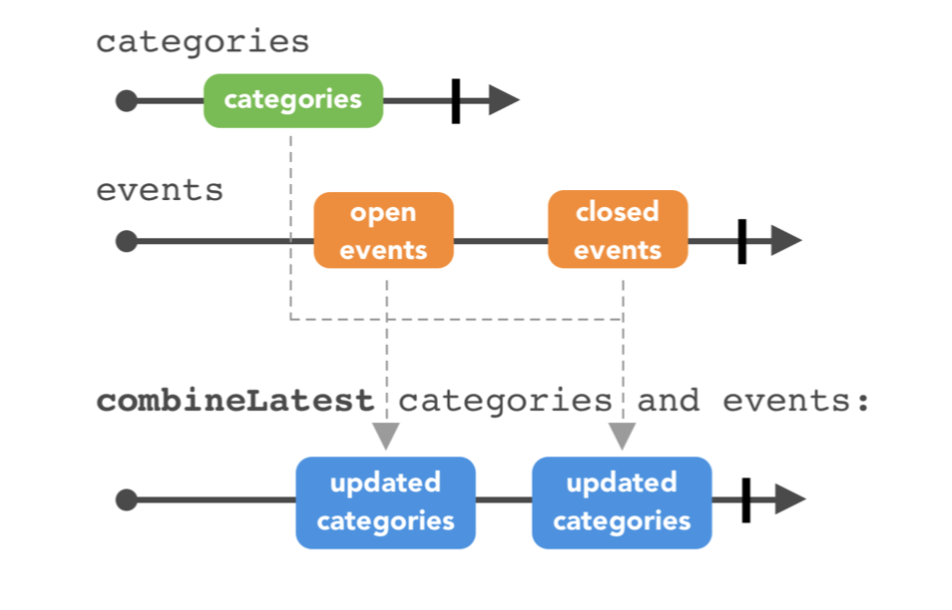 categories
categories
events
open
events
closed
events
combineLatest categories and events:
updated
categories
updated
categories